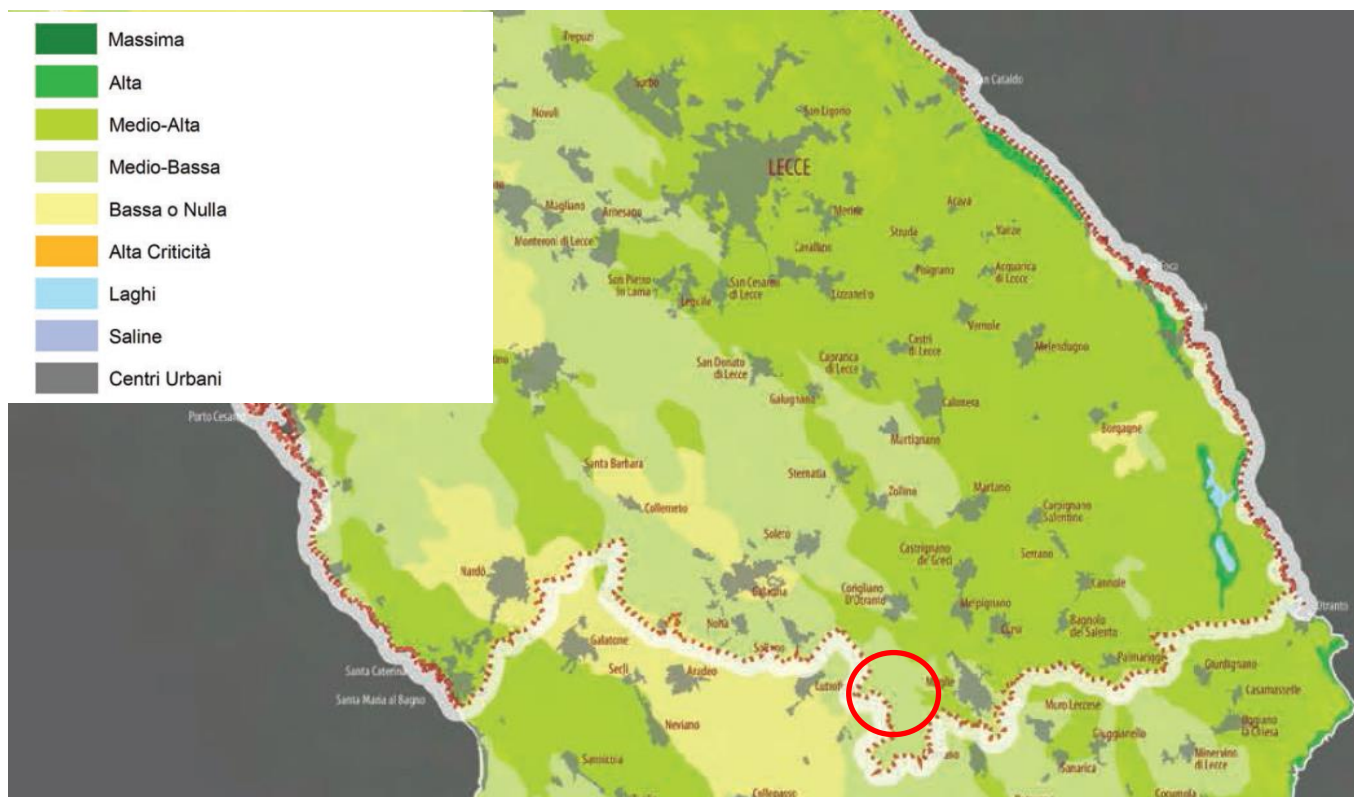 Massima
Alta
Medio-Alta
Medio-Bassa
Bassa o Nulla
Alta Criticità
Laghi
Saline
Centri Urbani
Trepuzi
Surbo
San Cataldo
Novoli
San Ligorio
LECCE
Magliano
Arnesano
Merine
Acaya
Monteroni di Lecce
Cavallino
Struda
Vanze
San Pietro
in Lama
Lequile
San Cesario
di Lecce
Lizzanello
Pisignano
Acquarica
di Lecce
Vernole
Castri
di Lecce
Melendugno
San Donato
di Lecce
Caprarica
di Lecce
Galugnano
Calimera
Porto Cesareo
Martignano
Borgagne
Santa Barbara
Sternatia
Collemeto
Zollino
Martano
Carpignano
Salentino
Soleto
Castrignano
de' Greci
Serrano
Nardò
Galatina
Corigliano
D'Otranto
Cannole
Melpignano
Cursi
Bagnolo
del Salento
Otranto
Noha
Galatone
Sogliano
Palmariggi
Giurdignano
Santa Caterina
Seclì
Aradeo
Cutrofi
Maglie
Casamassella
Santa Maria al Bagno
Neviano
Muro Leccese
Uggiano
la Chiesa
Giuggianello
Minervino
di Lecce
Sannicola
Sanarica
Collepasso